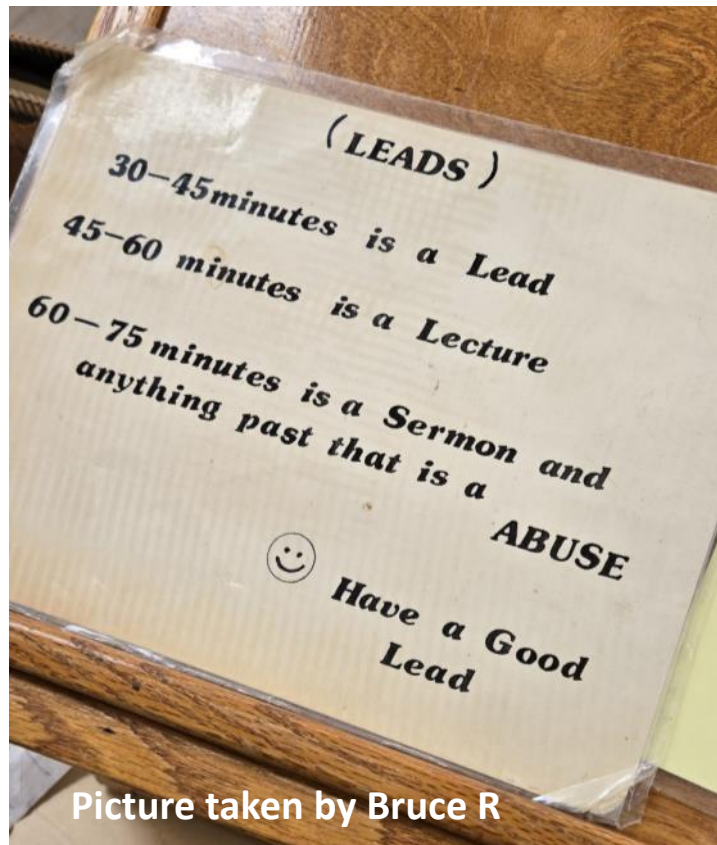 (LEADS)
30—45minutes is a Lead
45-60 minutes is a Lecture
60—75 minutes is a Sermon and
anything past that is a
ABUSE
Have a Good
Lead
Picture taken by Bruce R